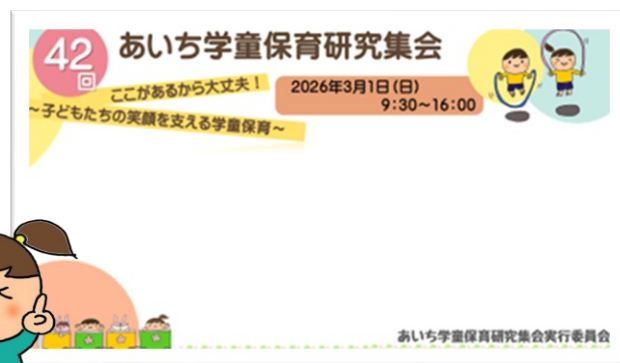 42
回
あいち学童保育研究集会
ここがあるから大丈夫！
～子どもたちの笑顔を支える学童保育～
2026年3月1日(日)
9:30～16:00
あいち学童保育研究集会実行委員会